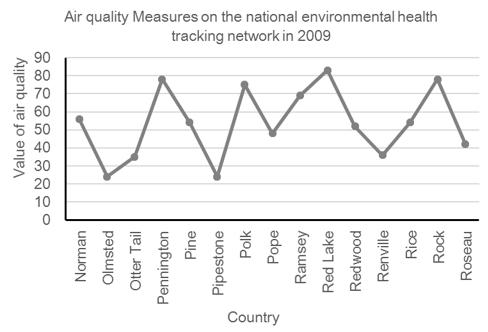 Air quality Measures on the national environmental health
tracking network in 2009
Value of air quality
90
80
70
60
50
40
30
20
10
0
Norman
Olmsted
Otter Tail
Pennington
Pine
Pipestone
Polk
Pope
Ramsey
Red Lake
Redwood
Renville
Rice
Rock
Roseau
Country